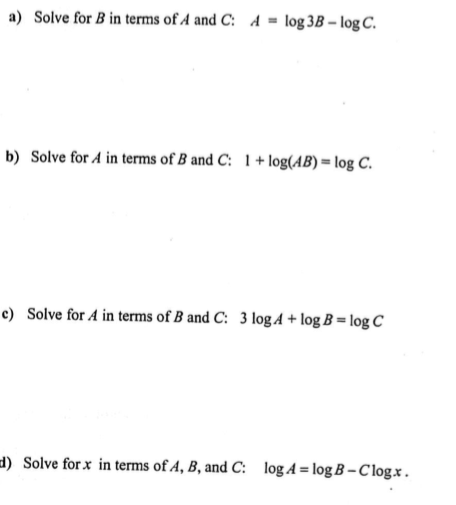 a) Solve for B in terms of A and C: A = log 3B – log C.
b) Solve for A in terms of B and C: 1 + log(AB) = log C.
c) Solve for A in terms of B and C: 3 log A + log B = log C
d) Solve for x in terms of A, B, and C: log A = log B – C log x .